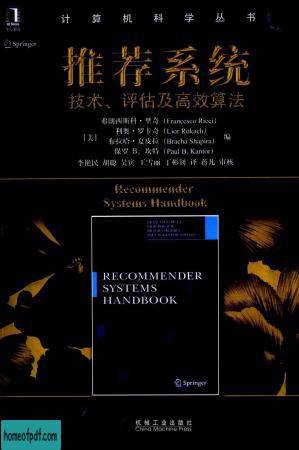 计算机科学丛书
Springer
推荐系统
技术、评估及高效算法
弗朗西斯科·里奇 (Francesco Ricci)
利奥·罗卡奇 (Lior Rokach)
[美] 布拉哈·夏皮拉 (Bracha Shapira) 编
保罗 B. 坎特 (Paul B. Kantor)
李艳民 胡聪 吴宾 王雪丽 丁彬钊 译 蒋凡 审核
Recommender
Systems Handbook
RECOMMENDER
SYSTEMS
HANDBOOK
Springer
机械工业出版社
China Machine Press
homeofpdf.com